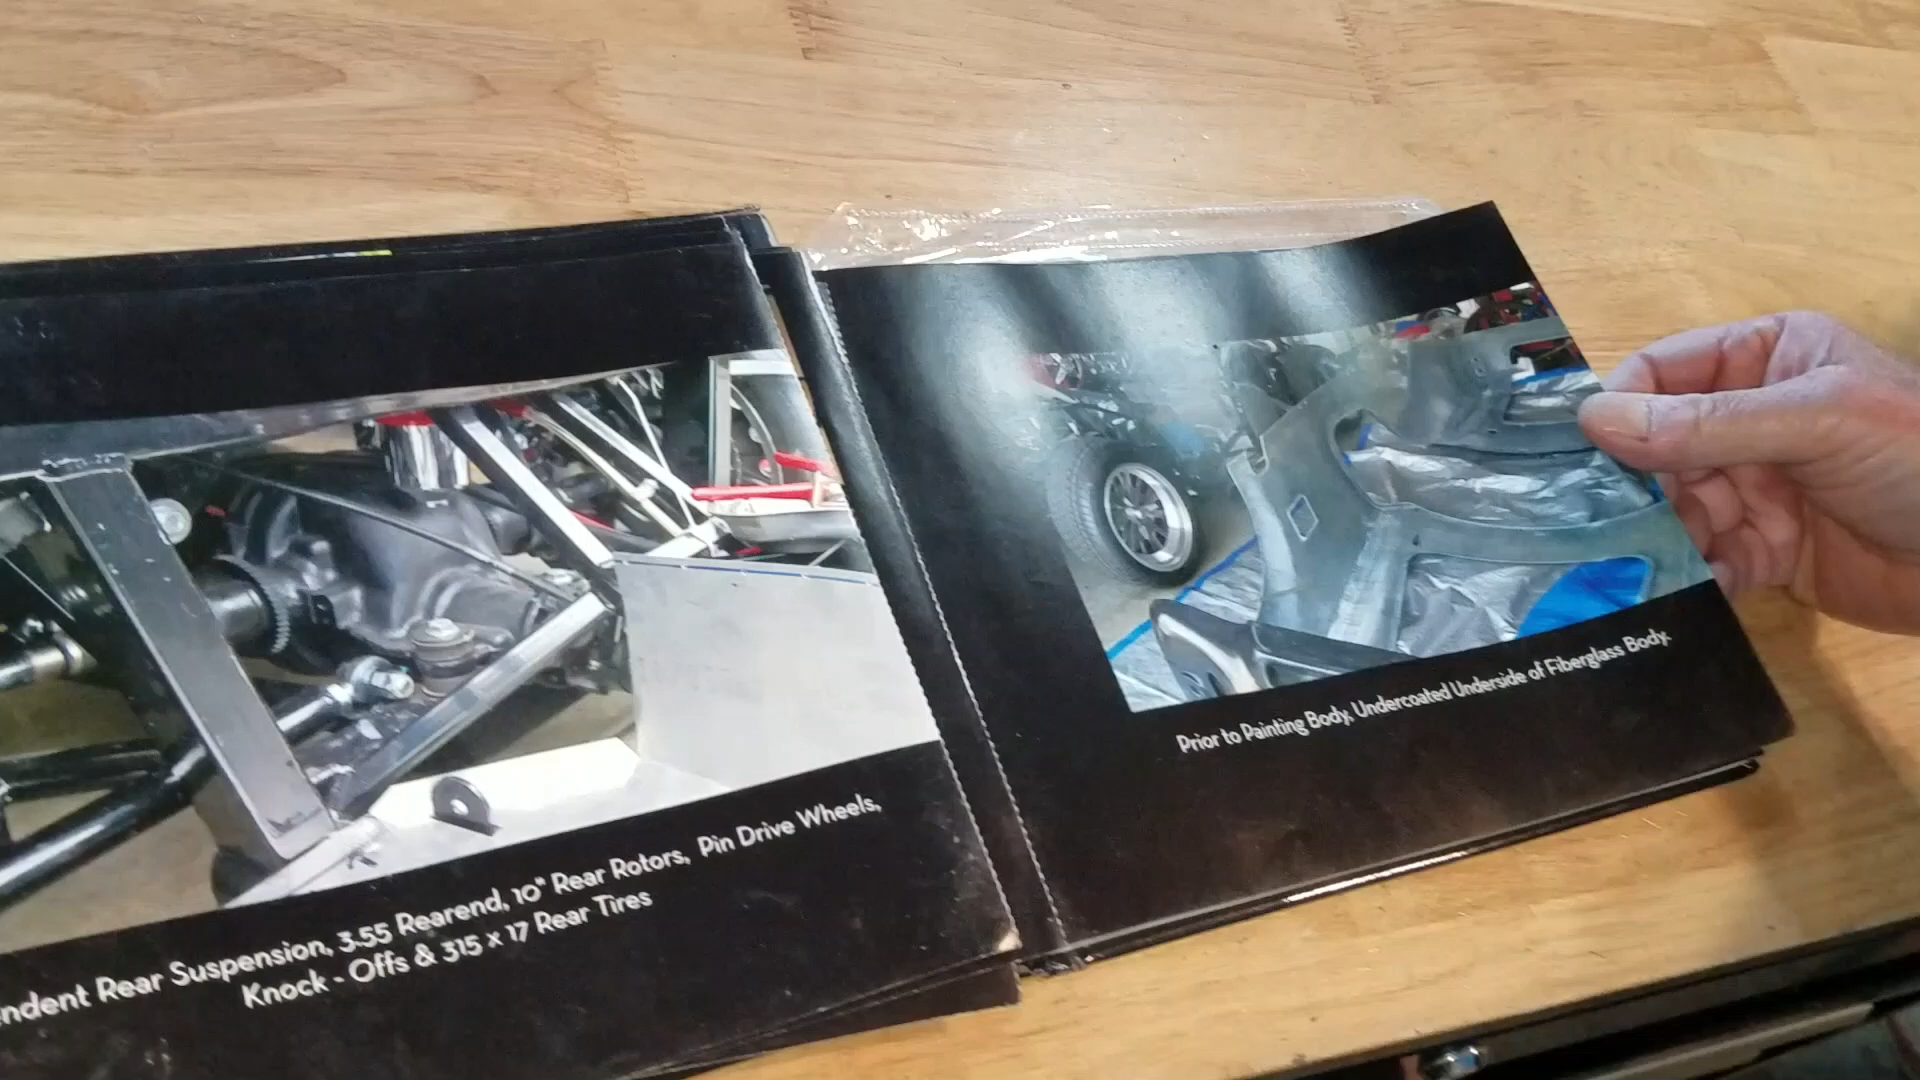 Rear Suspension, 3.55 Rearend, 10" Rear Rotors, Pin Drive Wheels,
Knock - Offs & 315 x 17 Rear Tires
Prior to Painting Body, Undercoated Underside of Fiberglass Body.